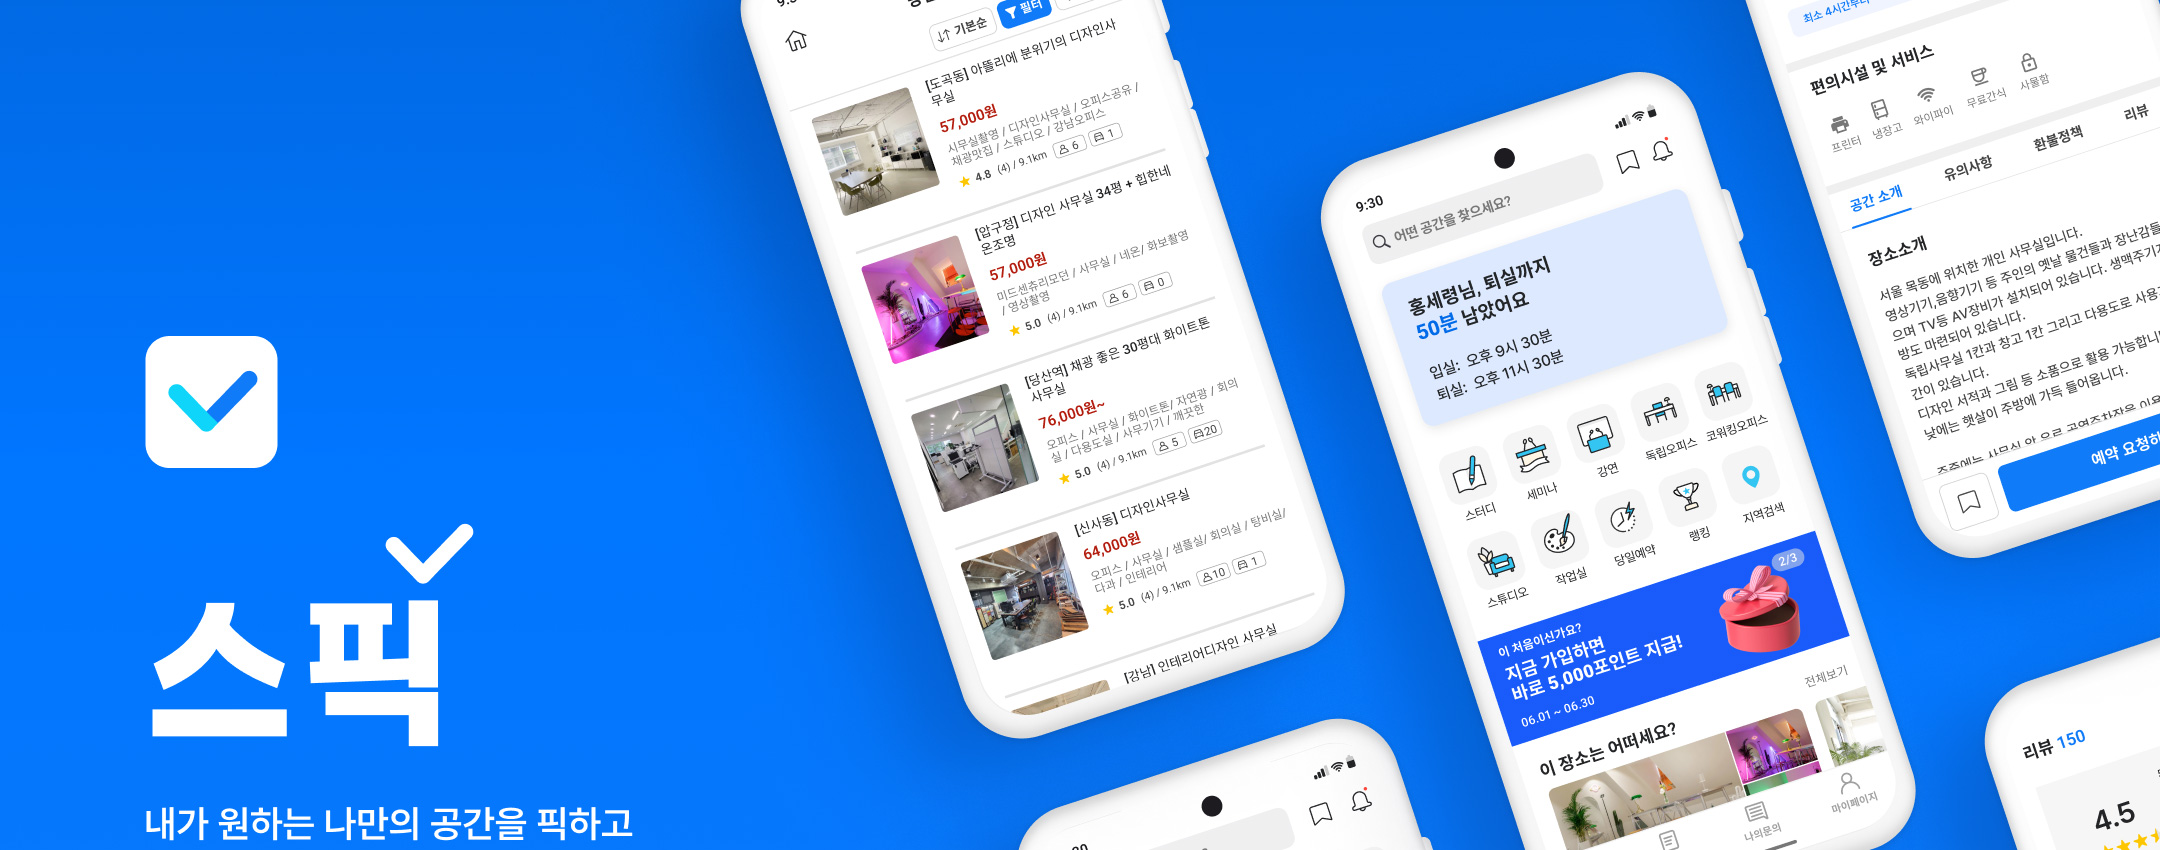 스픽
내가 원하는 나만의 공간을 픽하고
기본순
필터
[도곡동] 아뜰리에 분위기의 디자인사
무실
57,000원
시무실촬영 / 디자인사무실 / 오피스공유 /
채광맛집 / 스튜디오 / 강남오피스
4.8 (4) / 9.1km 6 1
[압구정] 디자인 사무실 34평 + 힙한네
온조명
57,000원
미드센츄리모던 / 사무실 / 네온/ 화보촬영
/ 영상촬영
5.0 (4) / 9.1km 6 0
[당산역] 채광 좋은 30평대 화이트톤
사무실
76,000원~
오피스 / 사무실 / 화이트톤/ 자연광 / 회의
실 / 다용도실 / 사무기기 / 깨끗한
5.0 (4) / 9.1km 5 20
[신사동] 디자인사무실
64,000원
오피스 / 사무실 / 샘플실/ 회의실 / 탕비실/
다과 / 인테리어
5.0 (4) / 9.1km 10 1
[강남] 인테리어디자인 사무실
9:30
어떤 공간을 찾으세요?
홍세령님, 퇴실까지
50분 남았어요
입실: 오후 9시 30분
퇴실: 오후 11시 30분
스터디
세미나
강연
독립오피스
코워킹오피스
스튜디오
작업실
당일예약
랭킹
지역검색
2/3
이 처음이신가요?
지금 가입하면
바로 5,000포인트 지급!
06.01 ~ 06.30
이 장소는 어떠세요?
전체보기
나의문의
마이페이지
최소 4시간부터
편의시설 및 서비스
프린터
냉장고
와이파이
무료간식
사물함
공간 소개
유의사항
환불정책
리뷰
장소소개
서울 목동에 위치한 개인 사무실입니다.
영상기기,음향기기 등 주인의 옛날 물건들과 장난감들
으며 TV등 AV장비가 설치되어 있습니다. 생맥주기
방도 마련되어 있습니다.
독립사무실 1칸과 창고 1칸 그리고 다용도로 사용
간이 있습니다.
디자인 서적과 그림 등 소품으로 활용 가능합니
낮에는 햇살이 주방에 가득 들어옵니다.
예약 요청하
리뷰 150
4.5